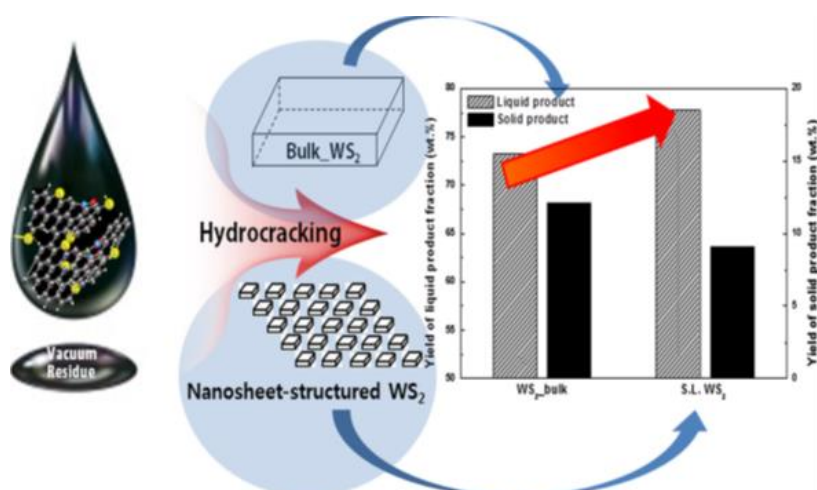 Vacuum
Residue
Bulk_WS₂
Hydrocracking
Nanosheet-structured WS₂
Yield of liquid product fraction (wt.%)
80
75
70
65
60
55
50
Liquid product
Solid product
20
15
10
5
0
Yield of solid product fraction (wt.%)
WS₂_bulk
S.L. WS₂